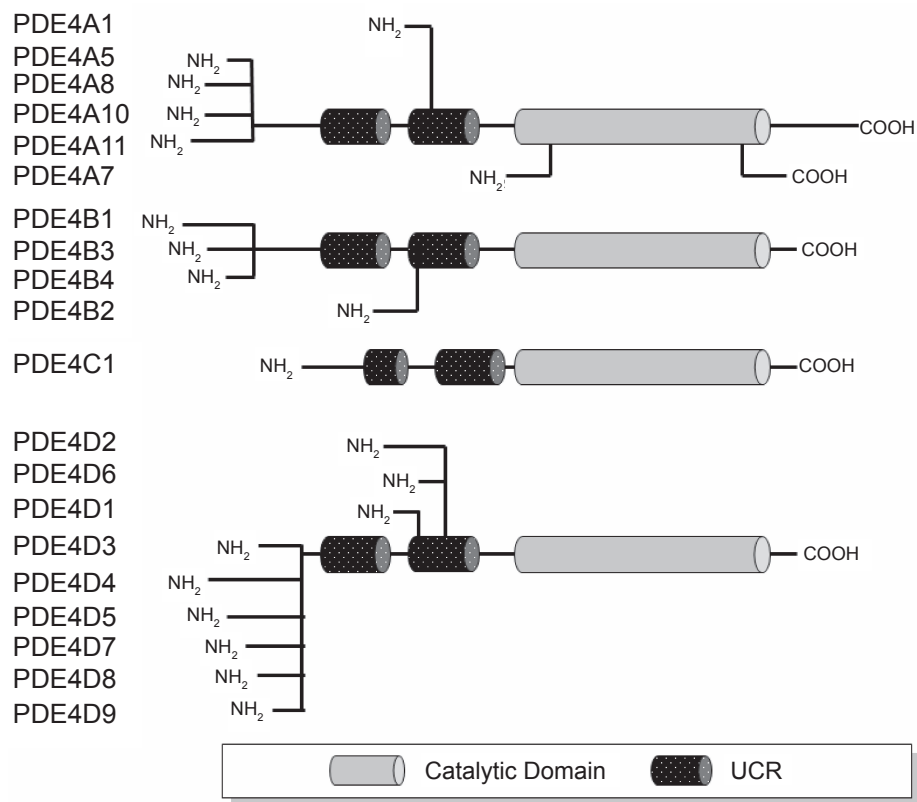 PDE4A1
NH2
PDE4A5
NH2
PDE4A8
NH2
PDE4A10
NH2
PDE4A11
NH2
COOH
PDE4A7
NH2
COOH
PDE4B1
NH2
PDE4B3
NH2
COOH
PDE4B4
NH2
PDE4B2
NH2
PDE4C1
NH2
COOH
PDE4D2
NH2
PDE4D6
NH2
PDE4D1
NH2
PDE4D3
NH2
COOH
PDE4D4
NH2
PDE4D5
NH2
PDE4D7
NH2
PDE4D8
NH2
PDE4D9
NH2
Catalytic Domain
UCR